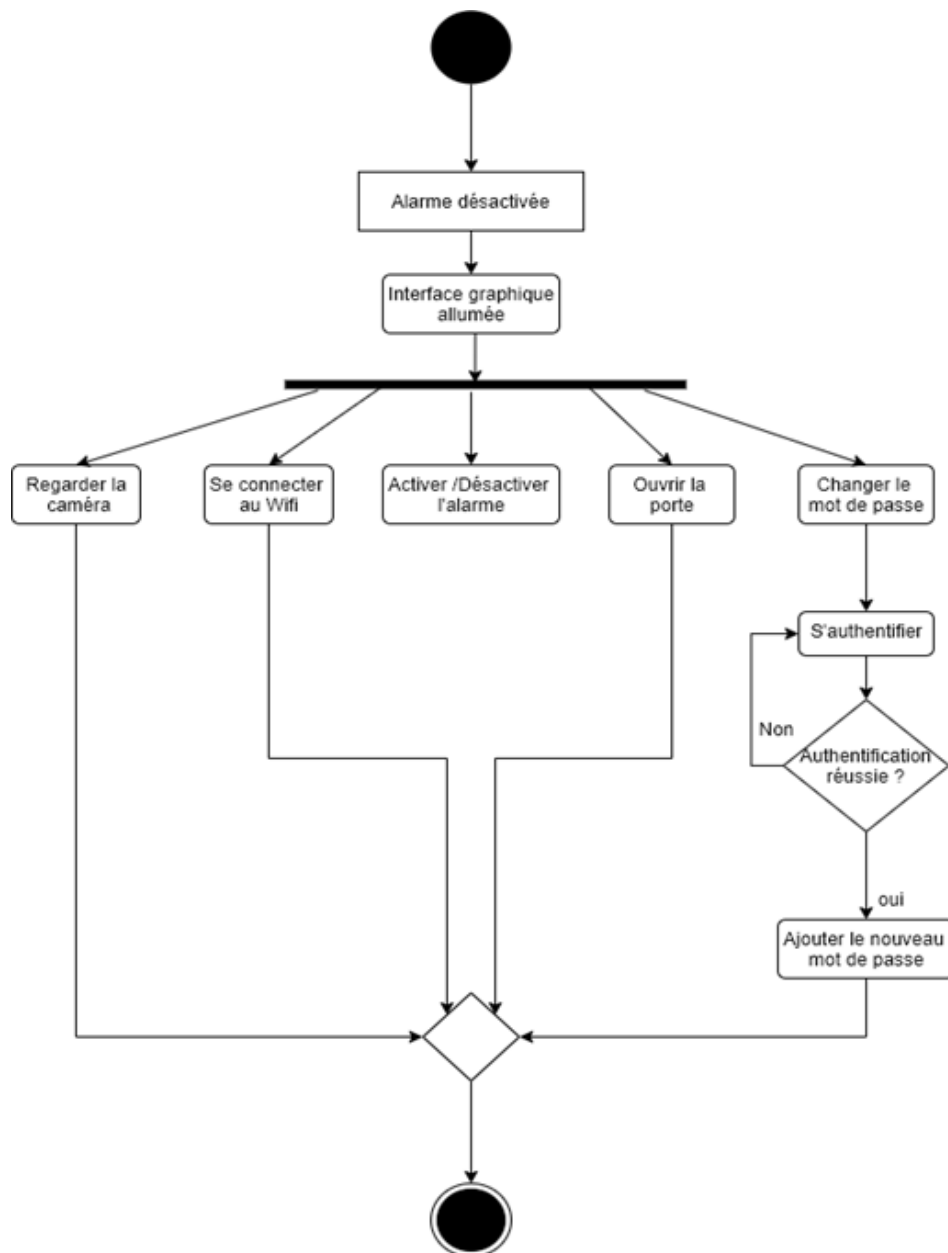 Alarme désactivée
Interface graphique
allumée
Regarder la
caméra
Se connecter
au Wifi
Activer /Désactiver
l'alarme
Ouvrir la
porte
Changer le
mot de passe
S'authentifier
Non
Authentification
réussie ?
oui
Ajouter le nouveau
mot de passe